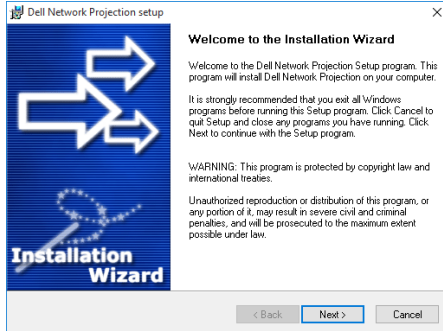 Dell Network Projection setup
Welcome to the Installation Wizard
Welcome to the Dell Network Projection Setup program. This
program will install Dell Network Projection on your computer.
It is strongly recommended that you exit all Windows
programs before running this Setup program. Click Cancel to
quit Setup and close any programs you have running. Click
Next to continue with the Setup program.
WARNING: This program is protected by copyright law and
international treaties.
Unauthorized reproduction or distribution of this program, or
any portion of it, may result in severe civil and criminal
penalties, and will be prosecuted to the maximum extent
possible under law.
Installation
Wizard
< Back
Next >
Cancel